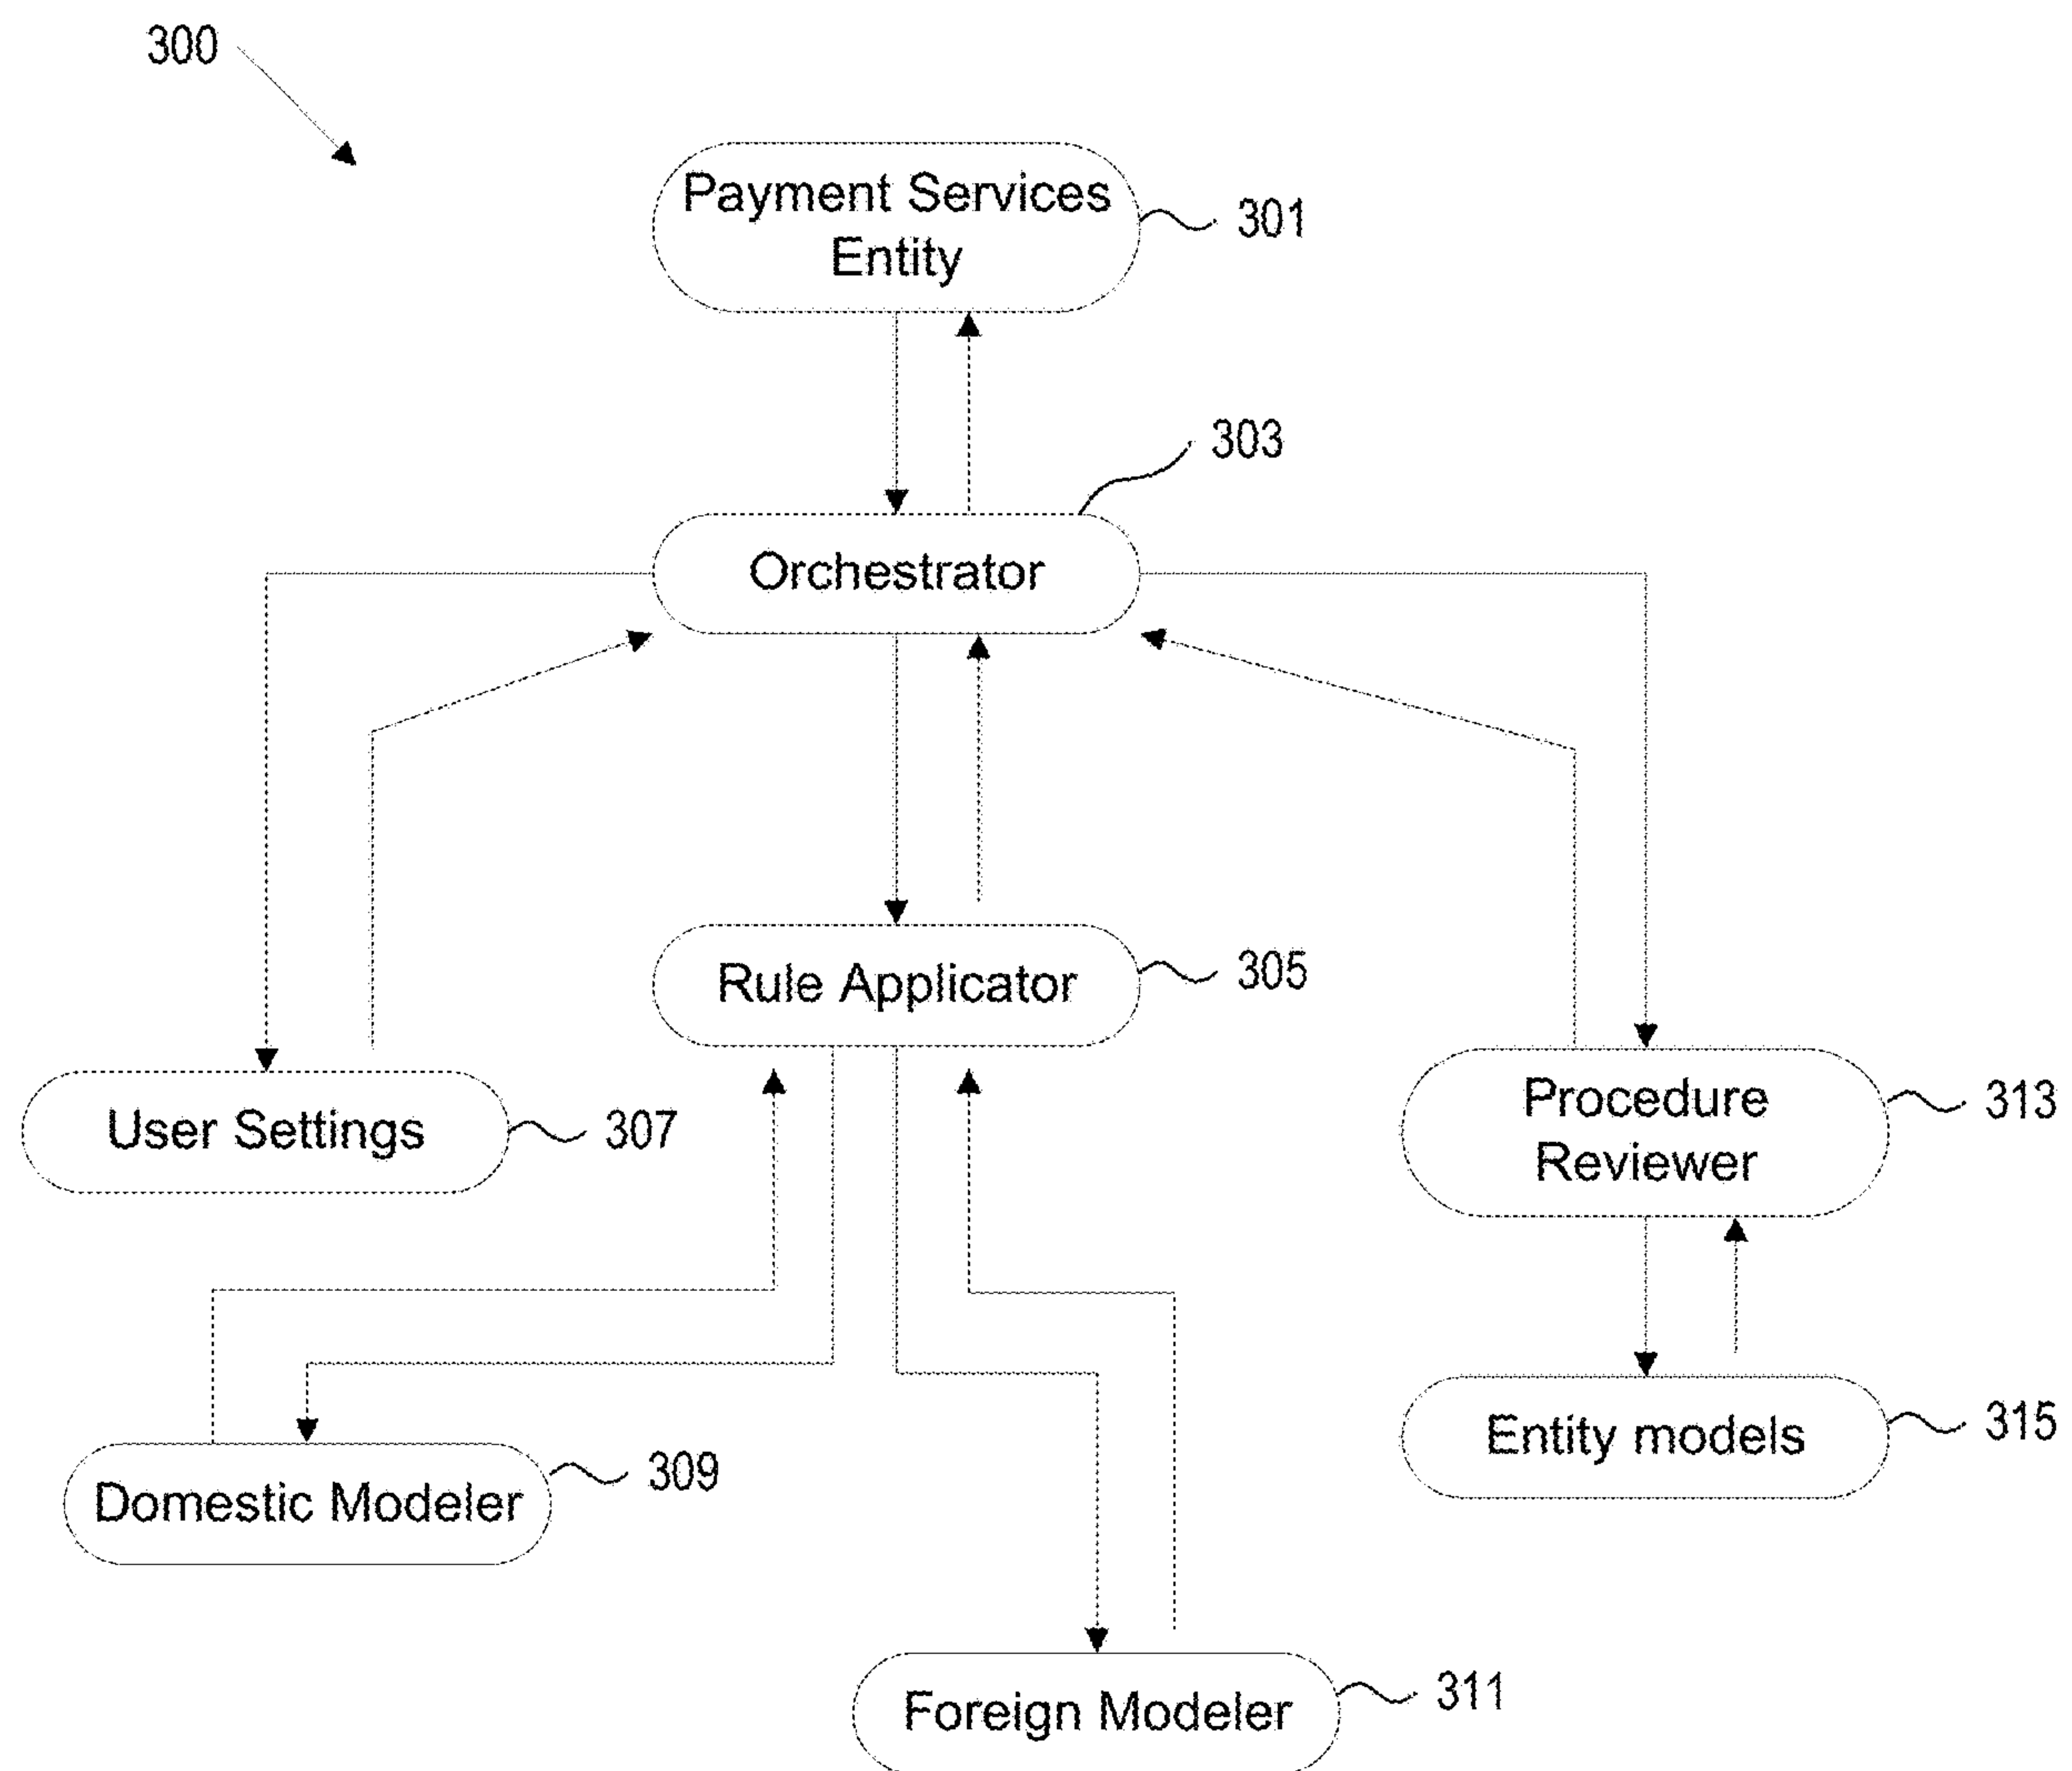 300
Payment Services
Entity
301
303
Orchestrator
Rule Applicator
305
User Settings
307
Procedure
Reviewer
313
Entity models
315
Domestic Modeler
309
Foreign Modeler
311